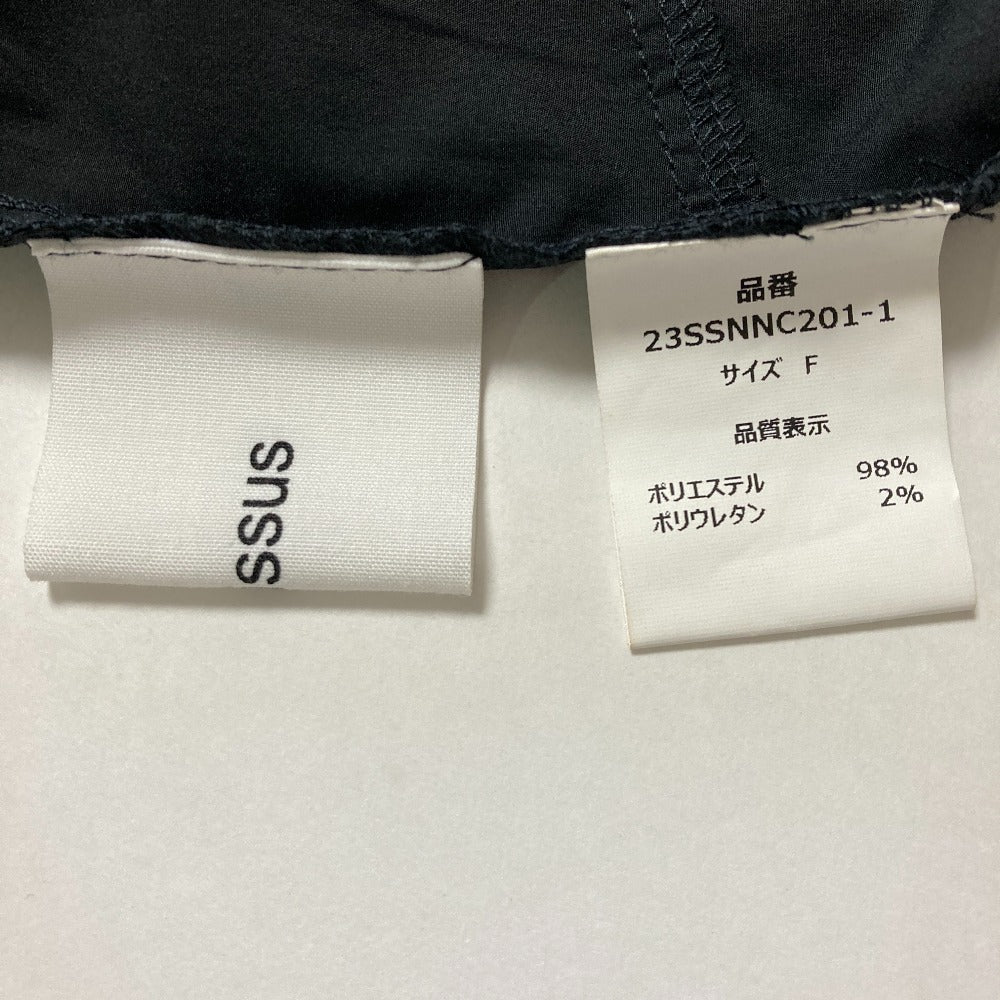 ssus
品番
23SSNNC201-1
サイズ F
品質表示
ポリエステル 98%
ポリウレタン 2%